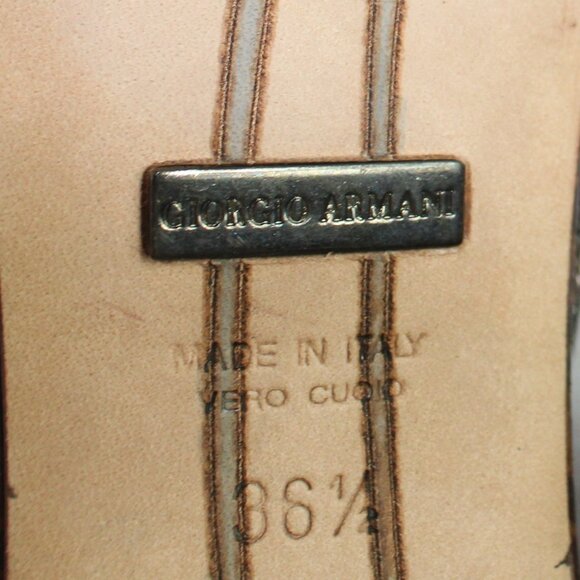 GIORGIO ARMANI
MADE IN ITALY
VERO CUOIO
36½